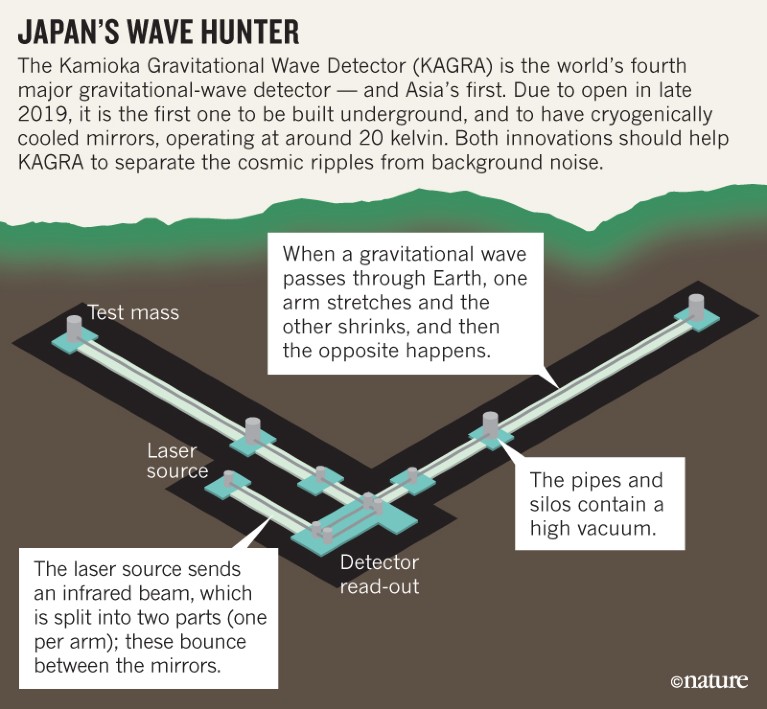 JAPAN'S WAVE HUNTER
The Kamioka Gravitational Wave Detector (KAGRA) is the world's fourth
major gravitational-wave detector — and Asia's first. Due to open in late
2019, it is the first one to be built underground, and to have cryogenically
cooled mirrors, operating at around 20 kelvin. Both innovations should help
KAGRA to separate the cosmic ripples from background noise.
When a gravitational wave
passes through Earth, one
arm stretches and the
other shrinks, and then
the opposite happens.
Test mass
Laser
source
The pipes and
silos contain a
high vacuum.
Detector
read-out
The laser source sends
an infrared beam, which
is split into two parts (one
per arm); these bounce
between the mirrors.
©nature